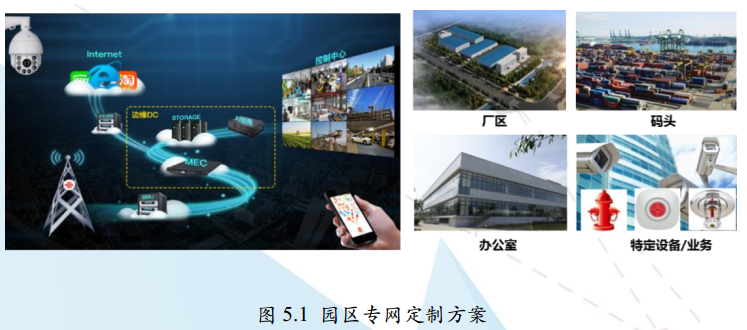 Internet
控制中心
淘
边缘DC
STORAGE
MEC
厂区
码头
办公室
特定设备/业务
图 5.1 园区专网定制方案